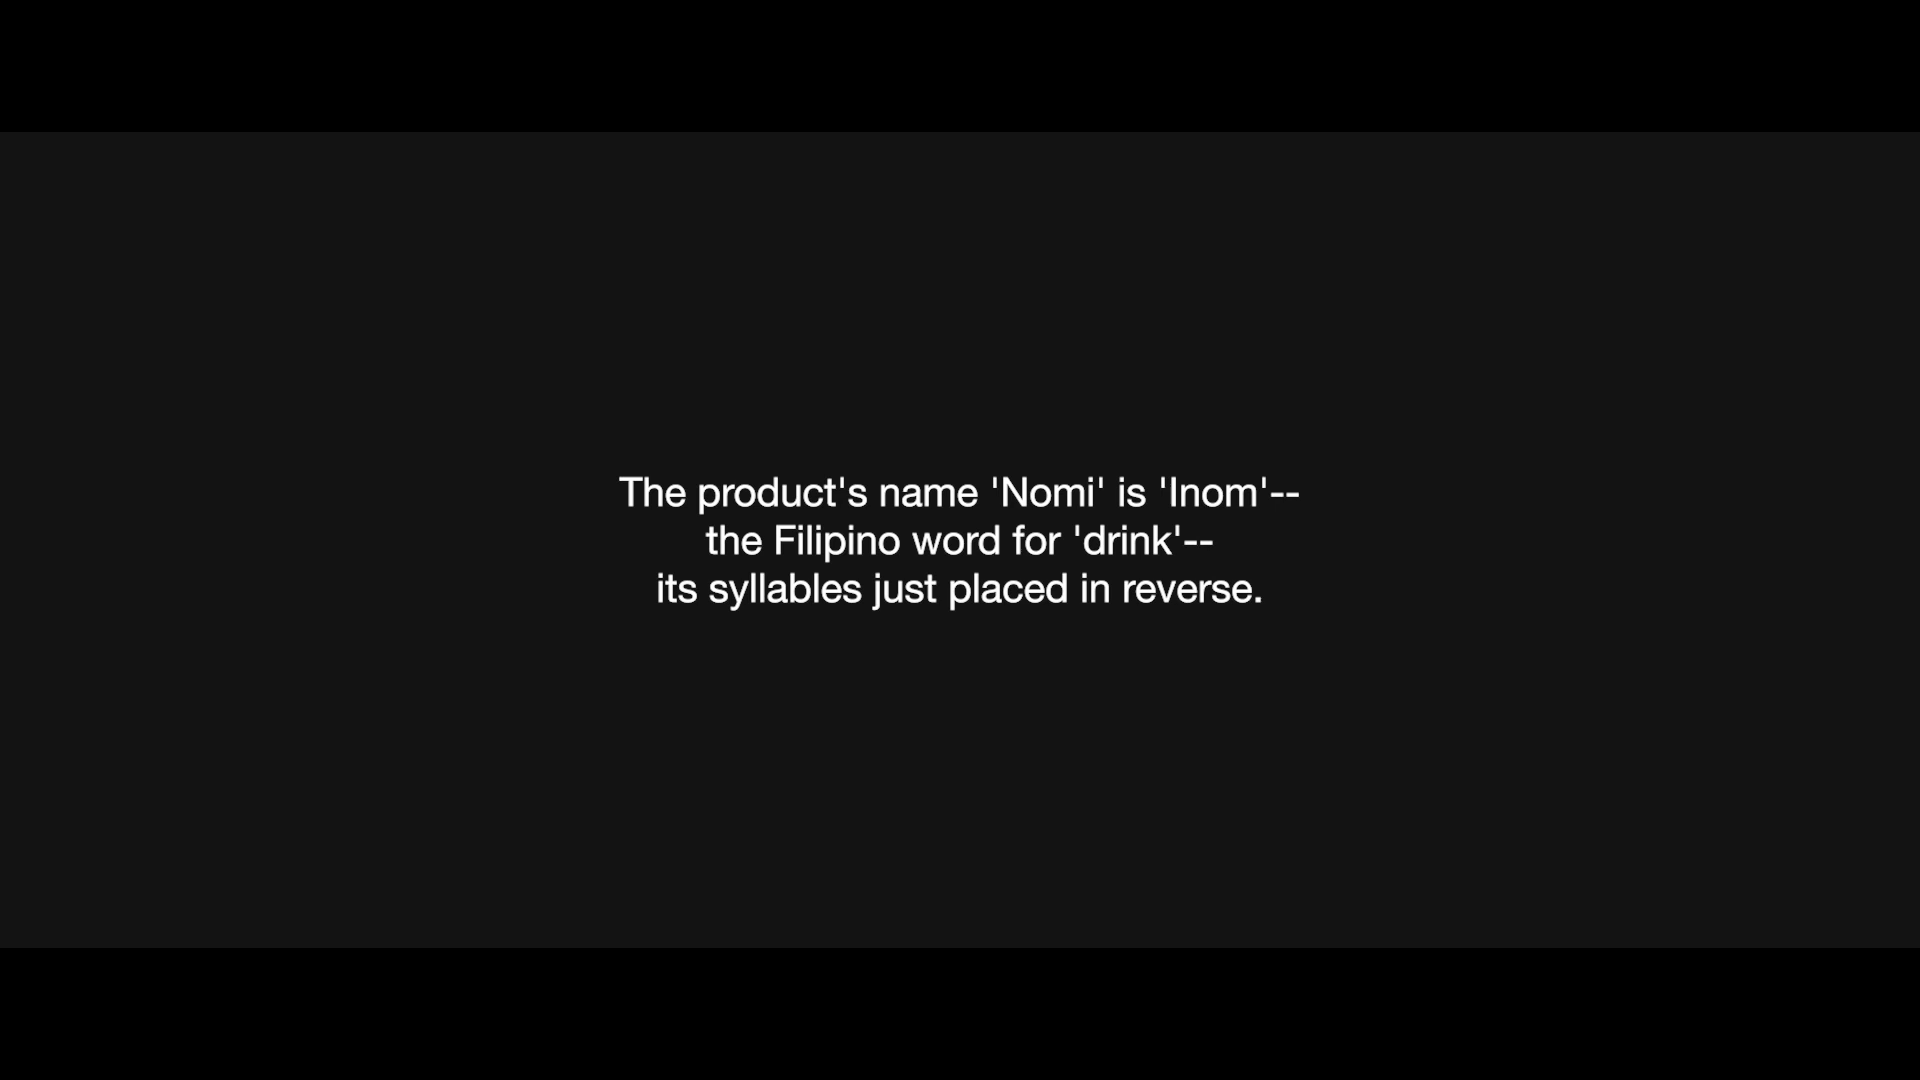 The product's name 'Nomi' is 'Inom'--
the Filipino word for 'drink'--
its syllables just placed in reverse.